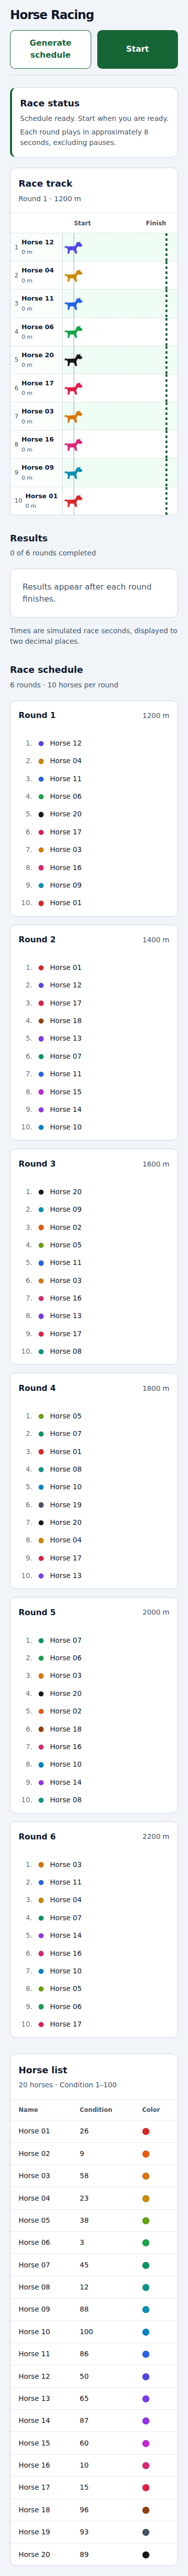 Horse Racing
Generate
schedule
Start
Race status
Schedule ready. Start when you are ready.
Each round plays in approximately 8
seconds, excluding pauses.
Race track
Round 1 · 1200 m
Start Finish
1 Horse 12
0 m
2 Horse 04
0 m
3 Horse 11
0 m
4 Horse 06
0 m
5 Horse 20
0 m
6 Horse 17
0 m
7 Horse 03
0 m
8 Horse 16
0 m
9 Horse 09
0 m
10 Horse 01
0 m
Results
0 of 6 rounds completed
Results appear after each round
finishes.
Times are simulated race seconds, displayed to
two decimal places.
Race schedule
6 rounds · 10 horses per round
Round 1 1200 m
1. Horse 12
2. Horse 04
3. Horse 11
4. Horse 06
5. Horse 20
6. Horse 17
7. Horse 03
8. Horse 16
9. Horse 09
10. Horse 01
Round 2 1400 m
1. Horse 01
2. Horse 12
3. Horse 17
4. Horse 18
5. Horse 13
6. Horse 07
7. Horse 11
8. Horse 15
9. Horse 14
10. Horse 10
Round 3 1600 m
1. Horse 20
2. Horse 09
3. Horse 02
4. Horse 05
5. Horse 11
6. Horse 03
7. Horse 16
8. Horse 13
9. Horse 17
10. Horse 08
Round 4 1800 m
1. Horse 05
2. Horse 07
3. Horse 01
4. Horse 08
5. Horse 10
6. Horse 19
7. Horse 20
8. Horse 04
9. Horse 17
10. Horse 13
Round 5 2000 m
1. Horse 07
2. Horse 06
3. Horse 03
4. Horse 20
5. Horse 02
6. Horse 18
7. Horse 16
8. Horse 10
9. Horse 14
10. Horse 08
Round 6 2200 m
1. Horse 03
2. Horse 11
3. Horse 04
4. Horse 07
5. Horse 14
6. Horse 16
7. Horse 10
8. Horse 05
9. Horse 06
10. Horse 17
Horse list
20 horses · Condition 1–100
Name Condition Color
Horse 01 26
Horse 02 9
Horse 03 58
Horse 04 23
Horse 05 38
Horse 06 3
Horse 07 45
Horse 08 12
Horse 09 88
Horse 10 100
Horse 11 86
Horse 12 50
Horse 13 65
Horse 14 87
Horse 15 60
Horse 16 10
Horse 17 15
Horse 18 96
Horse 19 93
Horse 20 89